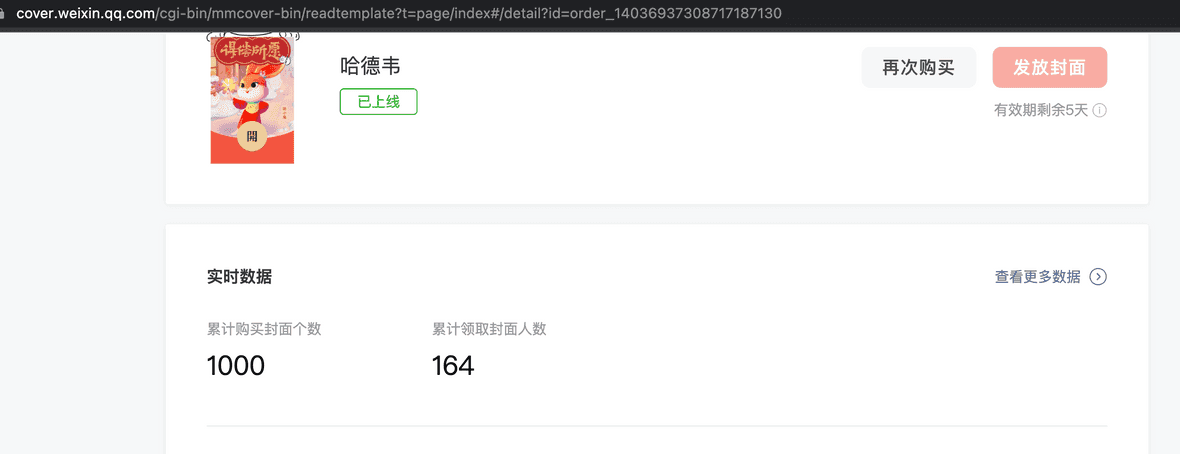 cover.weixin.qq.com/cgi-bin/mmcover-bin/readtemplate?t=page/index#/detail?id=order_14036937308717187130
得偿所愿
開
哈德韦
已上线
再次购买
发放封面
有效期剩余5天
实时数据
查看更多数据
累计购买封面个数
累计领取封面人数
1000
164